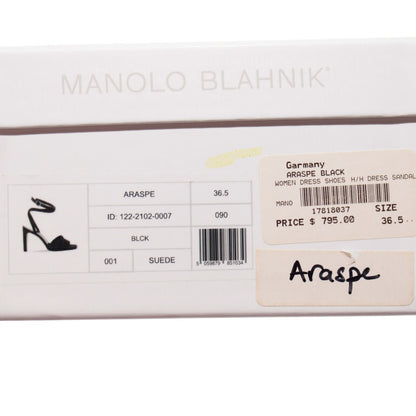 MANOLO BLAHNIK®
ARASPE 36.5
ID: 122-2102-0007 090
BLCK
001 SUEDE
Garmany
ARASPE BLACK
WOMEN DRESS SHOES H/H DRESS SANDAL
MANO 17818037 SIZE
PRICE $ 795.00 36.5
Araspe